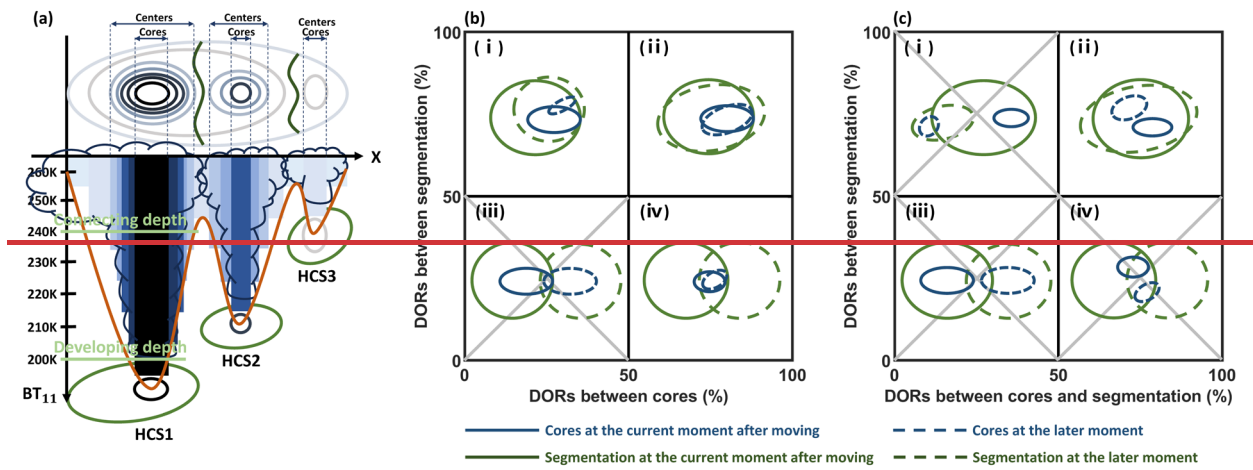 (a)
Centers
Cores
Centers
Cores
Centers
Cores
X
260K
250K
Connecting depth
240K
230K
220K
210K
Developing depth
200K
BT11
HCS1
HCS2
HCS3
(b)
100
(i)
(ii)
50
(iii)
(iv)
0
50
100
DORs between segmentation (%)
DORs between cores (%)
(c)
100
(i)
(ii)
50
(iii)
(iv)
0
50
100
DORs between segmentation (%)
DORs between cores and segmentation (%)
Cores at the current moment after moving
Cores at the later moment
Segmentation at the current moment after moving
Segmentation at the later moment